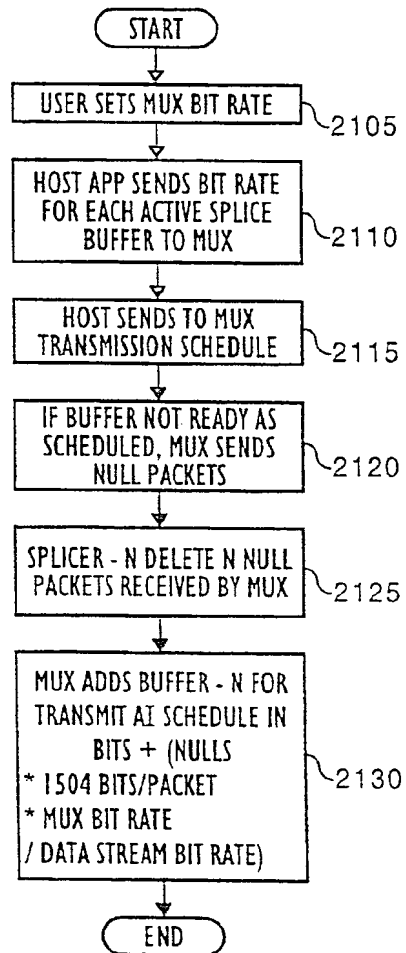 START
USER SETS MUX BIT RATE
2105
HOST APP SENDS BIT RATE
FOR EACH ACTIVE SPLICE
BUFFER TO MUX
2110
HOST SENDS TO MUX
TRANSMISSION SCHEDULE
2115
IF BUFFER NOT READY AS
SCHEDULED, MUX SENDS
NULL PACKETS
2120
SPLICER - N DELETE N NULL
PACKETS RECEIVED BY MUX
2125
MUX ADDS BUFFER - N FOR
TRANSMIT AI SCHEDULE IN
BITS + (NULLS
* 1504 BITS/PACKET
* MUX BIT RATE
/ DATA STREAM BIT RATE)
2130
END